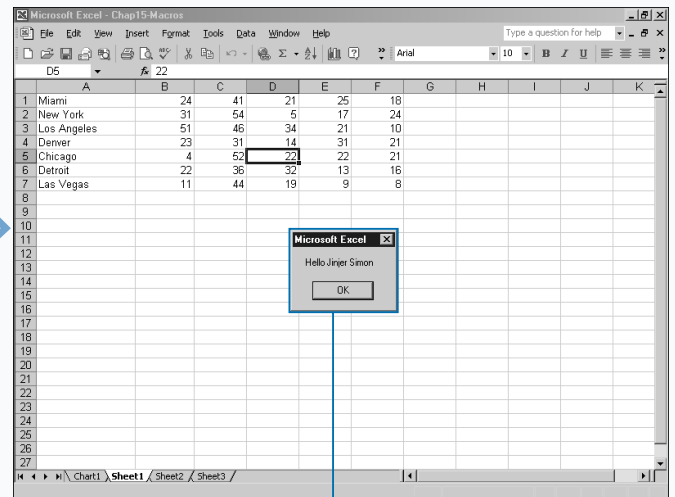 Microsoft Excel - Chap15-Macros
File Edit View Insert Format Tools Data Window Help Type a question for help
Arial 10 B I U
D5 fx 22
A B C D E F G H I J K
1 Miami 24 41 21 25 18
2 New York 31 54 5 17 24
3 Los Angeles 51 46 34 21 10
4 Denver 23 31 14 31 21
5 Chicago 4 52 22 22 21
6 Detroit 22 36 32 13 16
7 Las Vegas 11 44 19 9 8
8
9
10
11
12
13
14
15
16
17
18
19
20
21
22
23
24
25
26
27
Microsoft Excel
Hello Jinjer Simon
OK
Chart1 Sheet1 Sheet2 Sheet3